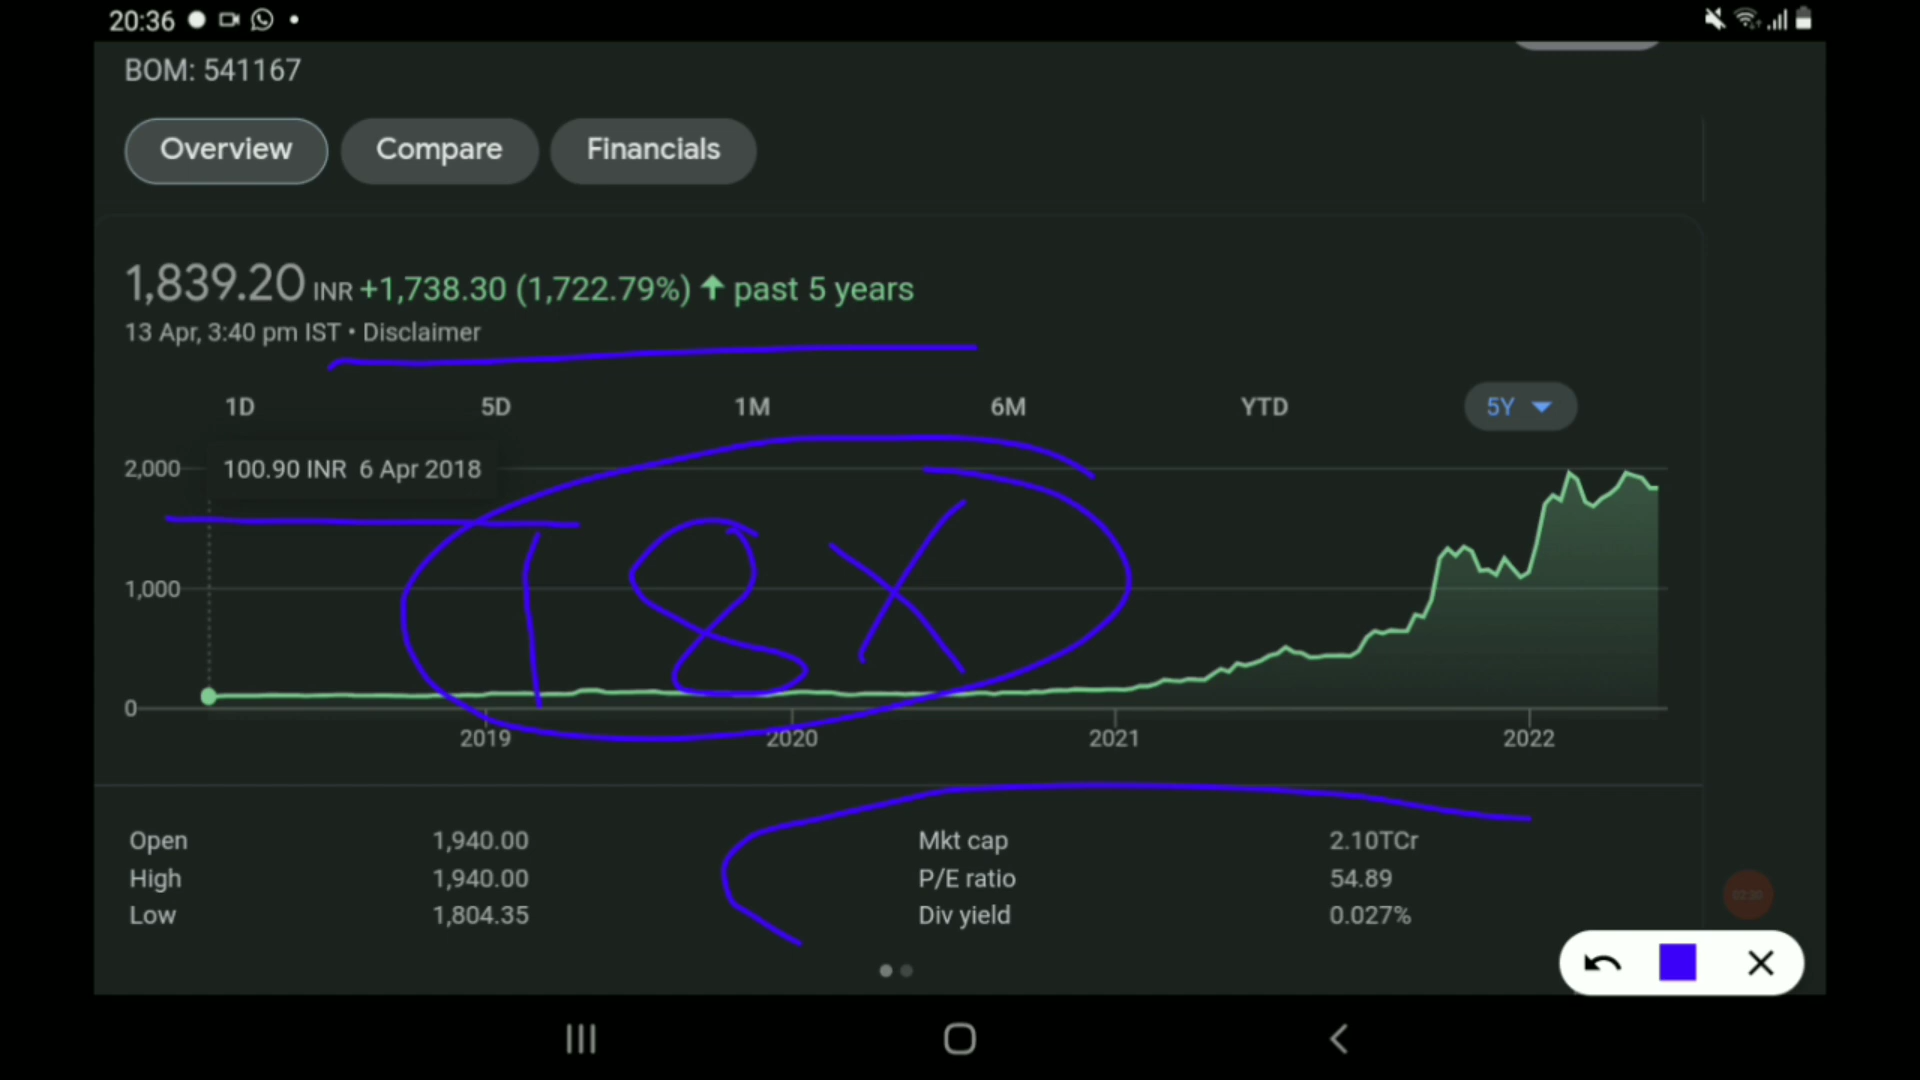 20:36
BOM: 541167
Overview Compare Financials
1,839.20 INR +1,738.30 (1,722.79%) ↑ past 5 years
13 Apr, 3:40 pm IST • Disclaimer
1D 5D 1M 6M YTD 5Y
2,000 100.90 INR 6 Apr 2018
18X
1,000
0
2019 2020 2021 2022
Open 1,940.00 Mkt cap 2.10TCr
High 1,940.00 P/E ratio 54.89
Low 1,804.35 Div yield 0.027%